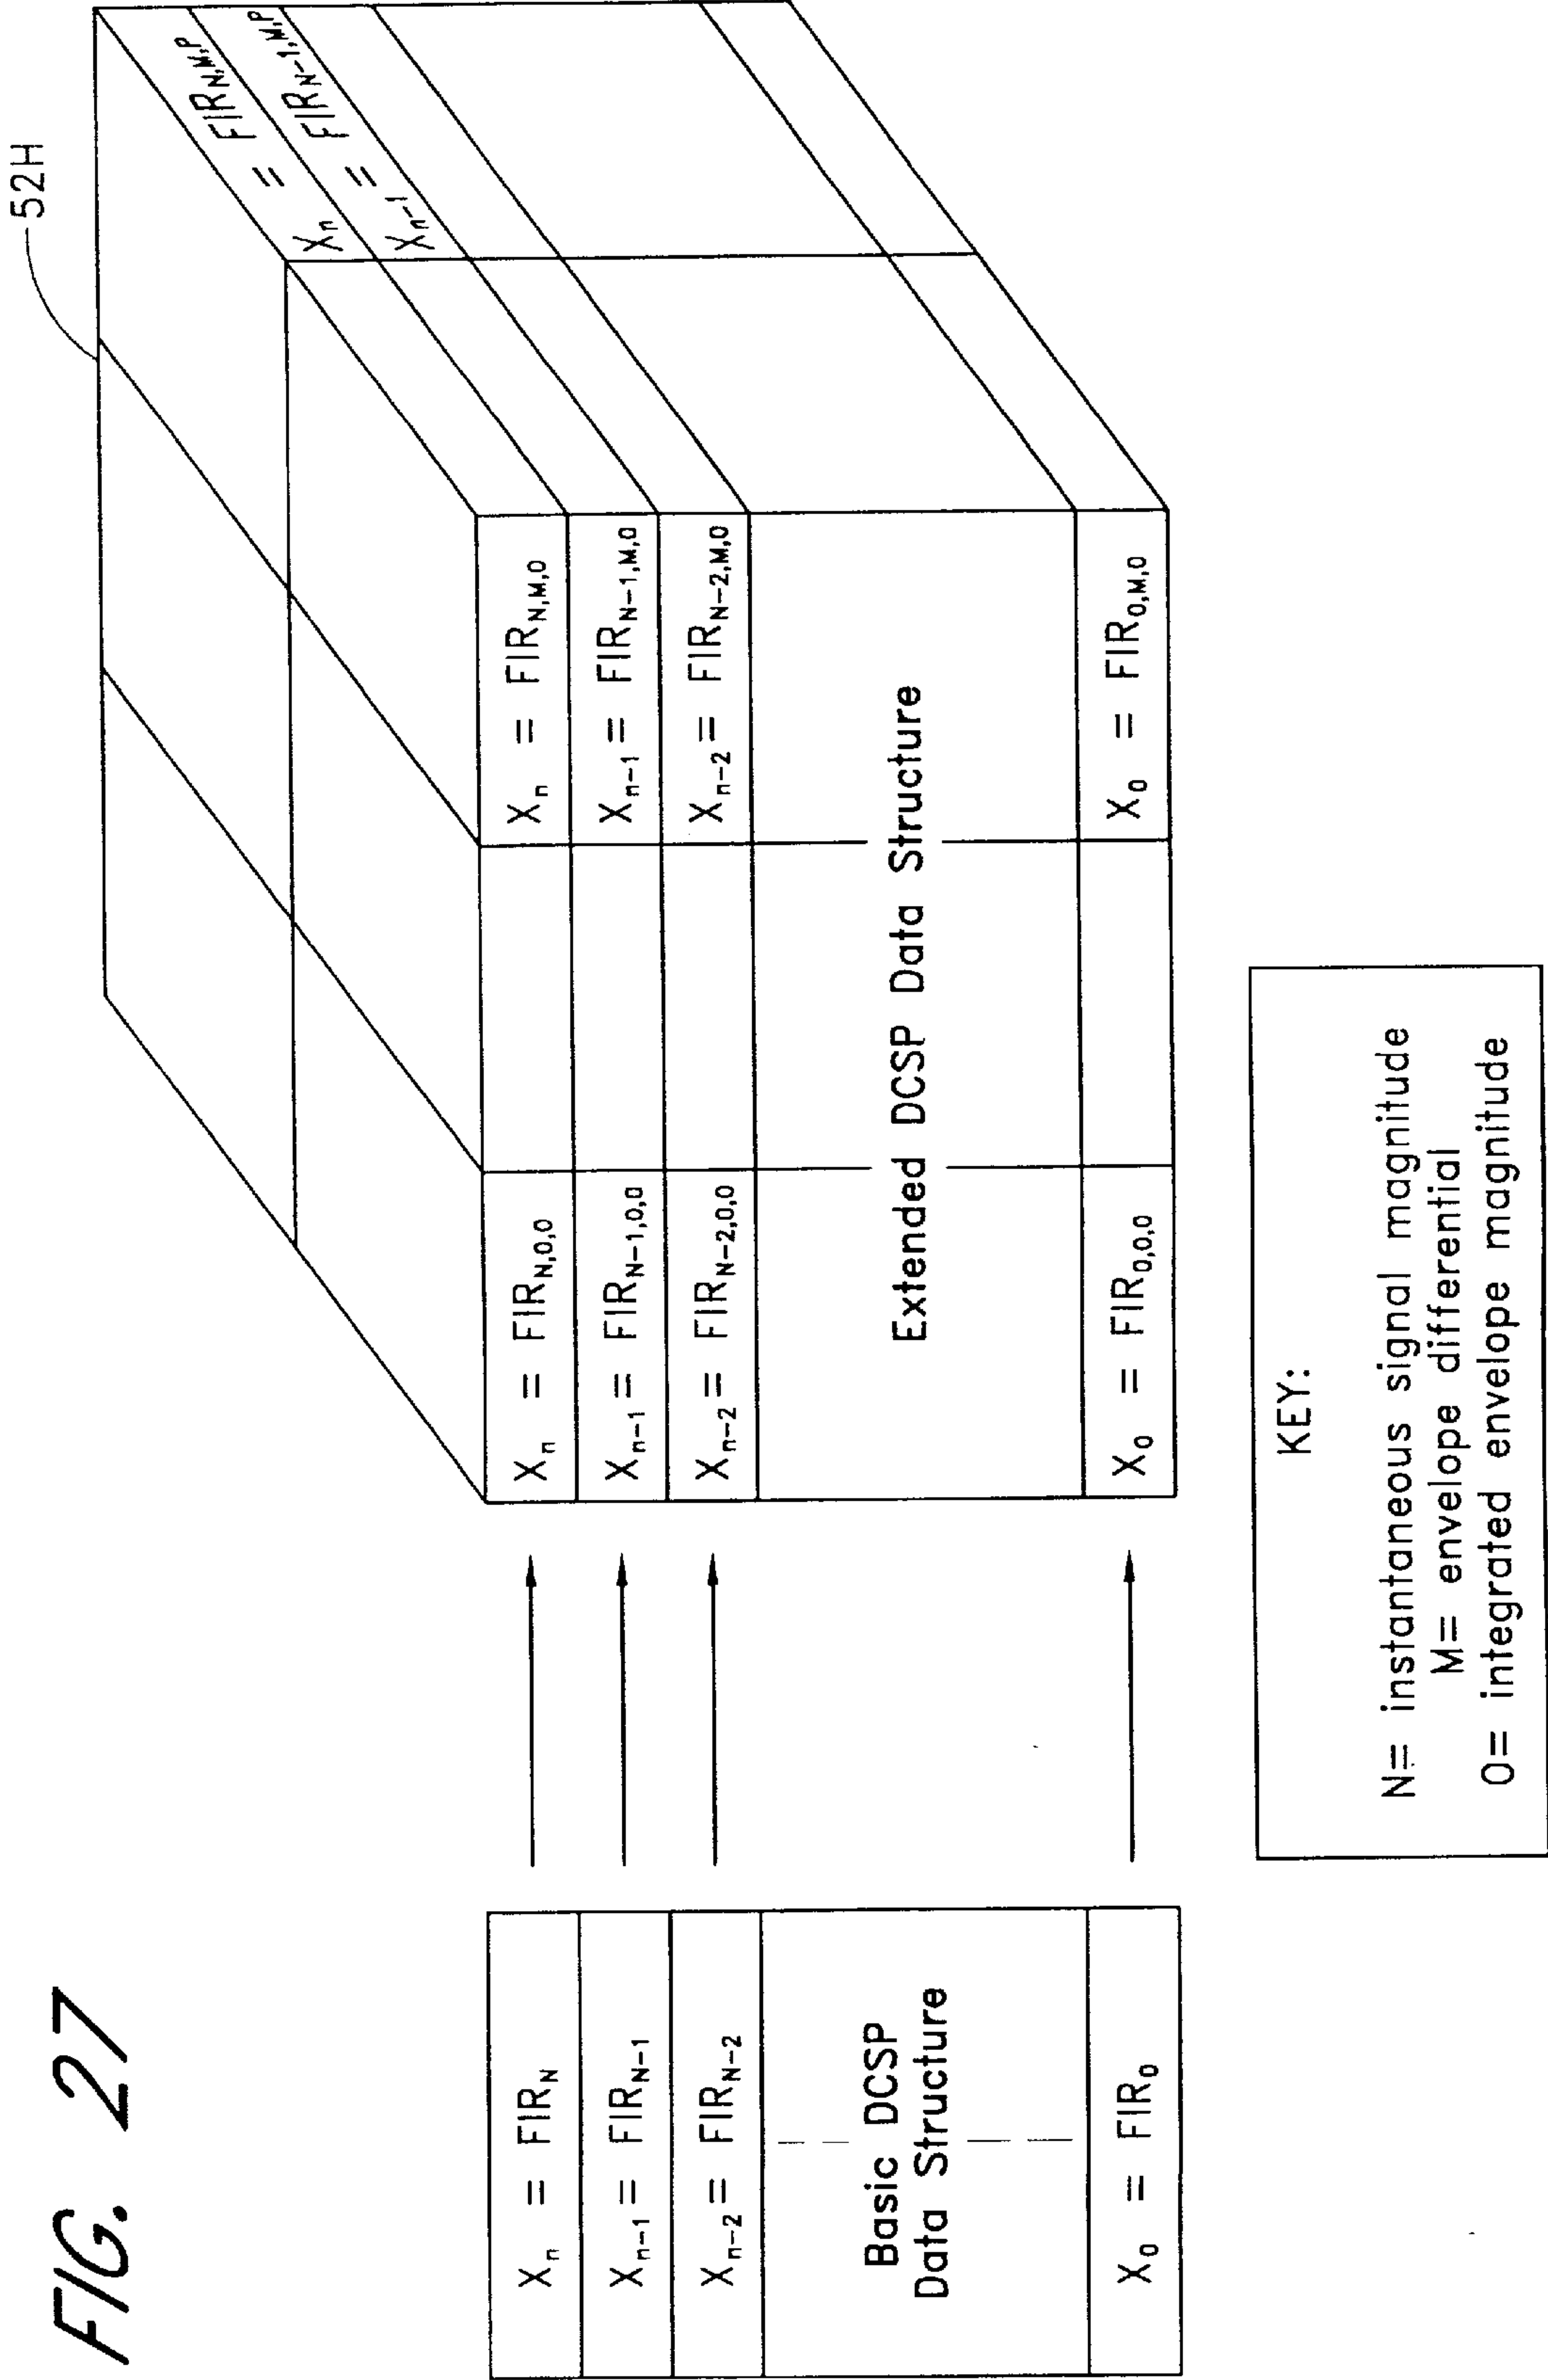 FIG. 27
52H
Xn = FIRN
Xn-1 = FIRN-1
Xn-2 = FIRN-2
Basic DCSP
Data Structure
X0 = FIR0
Xn = FIRN,0,0
Xn-1 = FIRN-1,0,0
Xn-2 = FIRN-2,0,0
X0 = FIR0,0,0
Extended DCSP Data Structure
Xn = FIRN,M,0
Xn-1 = FIRN-1,M,0
Xn-2 = FIRN-2,M,0
X0 = FIR0,M,0
Xn = FIRN,M,P
Xn-1 = FIRN-1,M,P
KEY:
N= instantaneous signal magnitude
M= envelope differential
O= integrated envelope magnitude